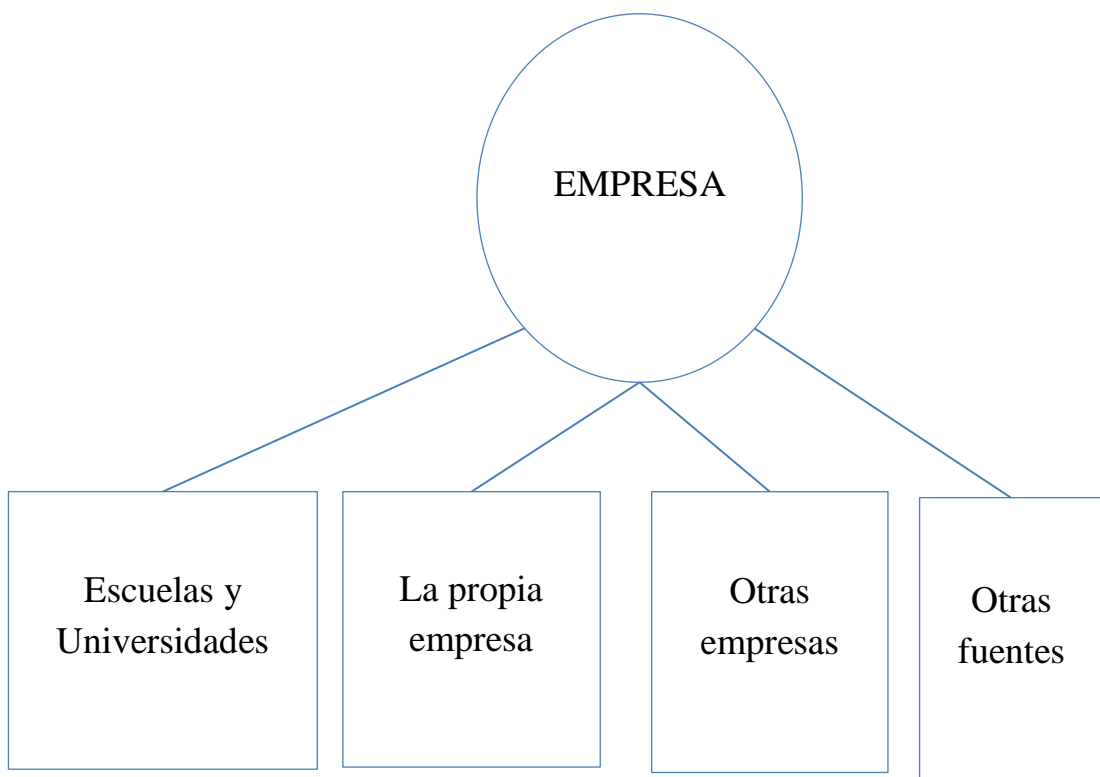 EMPRESA
Escuelas y
Universidades
La propia
empresa
Otras
empresas
Otras
fuentes